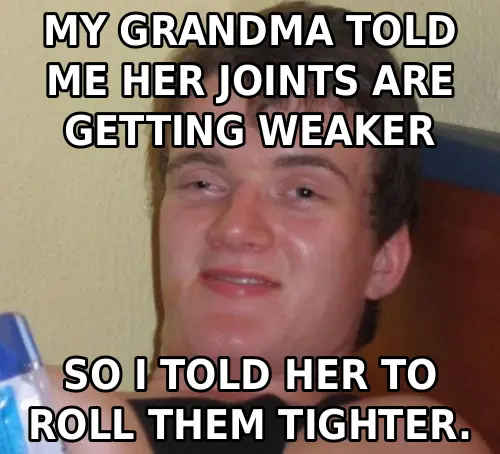 MY GRANDMA TOLD
ME HER JOINTS ARE
GETTING WEAKER
SO I TOLD HER TO
ROLL THEM TIGHTER.